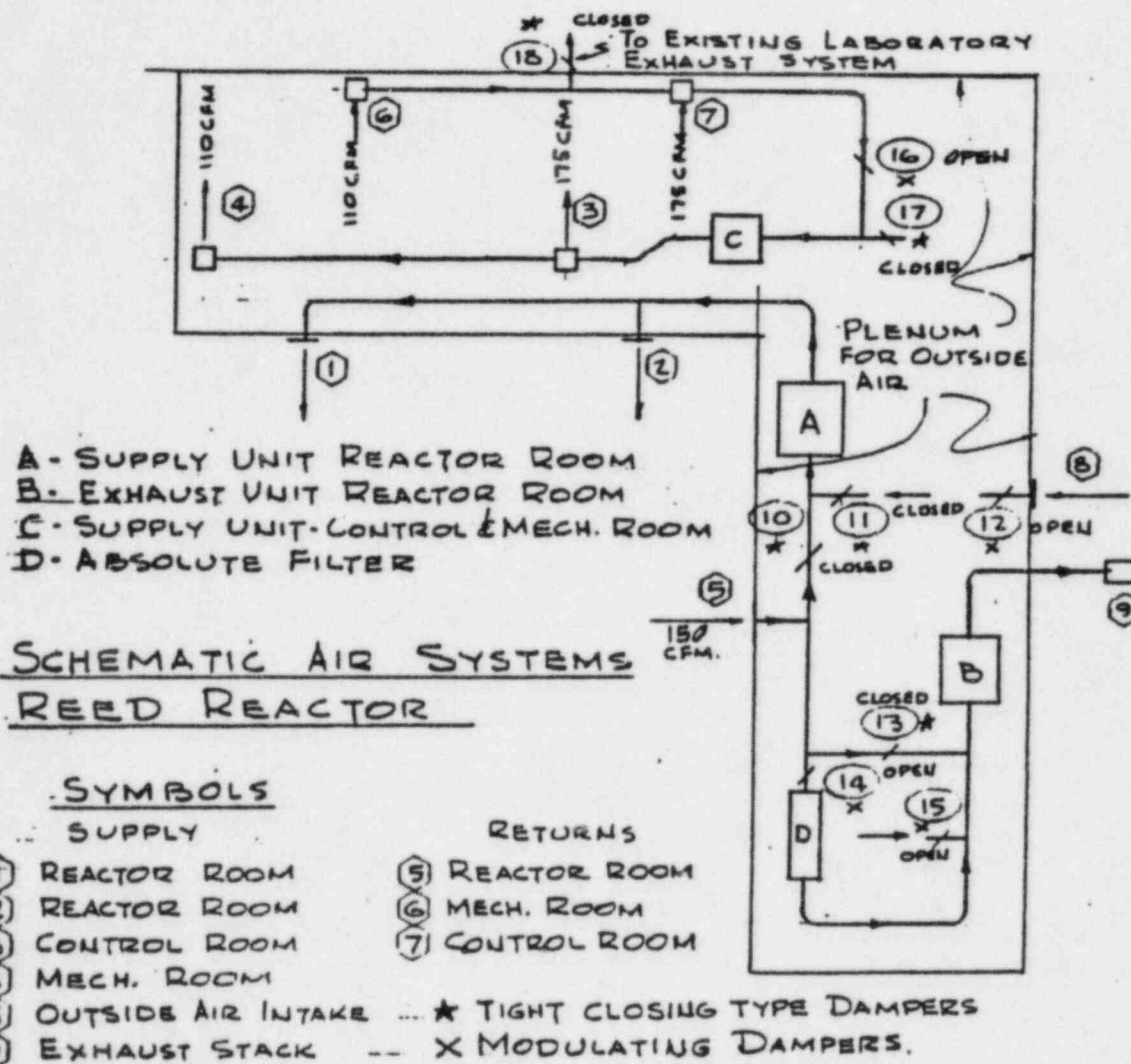 ★ CLOSED
18 TO EXISTING LABORATORY
EXHAUST SYSTEM
110 CFM
6
7
4
110 CFM
175 CFM
3
175 CFM
16 OPEN
X
17
★
C
CLOSED
PLENUM
FOR OUTSIDE
AIR
1
2
A
A - SUPPLY UNIT REACTOR ROOM
B - EXHAUST UNIT REACTOR ROOM
C - SUPPLY UNIT - CONTROL & MECH. ROOM
D - ABSOLUTE FILTER
8
10
★
11
★
CLOSED
12
X
OPEN
CLOSED
5
150
CFM.
9
B
SCHEMATIC AIR SYSTEMS
REED REACTOR
CLOSED
13 ★
14
X
OPEN
15
X
OPEN
D
SYMBOLS
SUPPLY
RETURNS
REACTOR ROOM
5 REACTOR ROOM
REACTOR ROOM
6 MECH. ROOM
CONTROL ROOM
7 CONTROL ROOM
MECH. ROOM
OUTSIDE AIR INTAKE ... ★ TIGHT CLOSING TYPE DAMPERS
EXHAUST STACK -- X MODULATING DAMPERS.